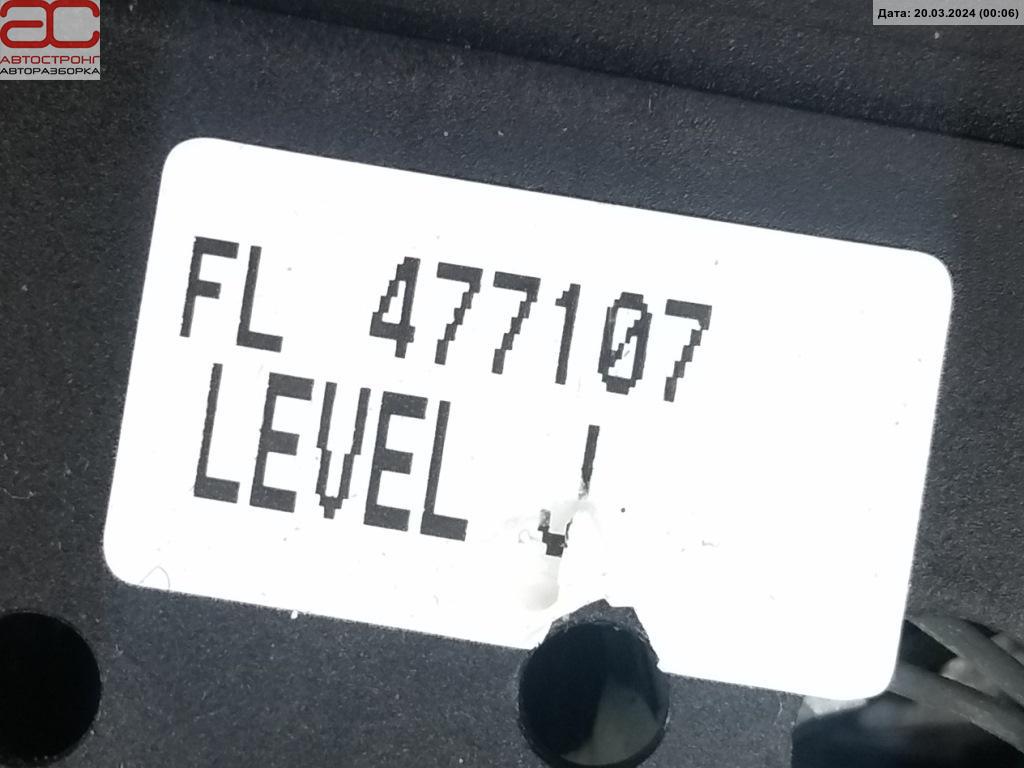 Дата: 20.03.2024 (00:06)
ас
АВТОСТРОНГ
АВТОРАЗБОРКА
FL 477107
LEVEL J